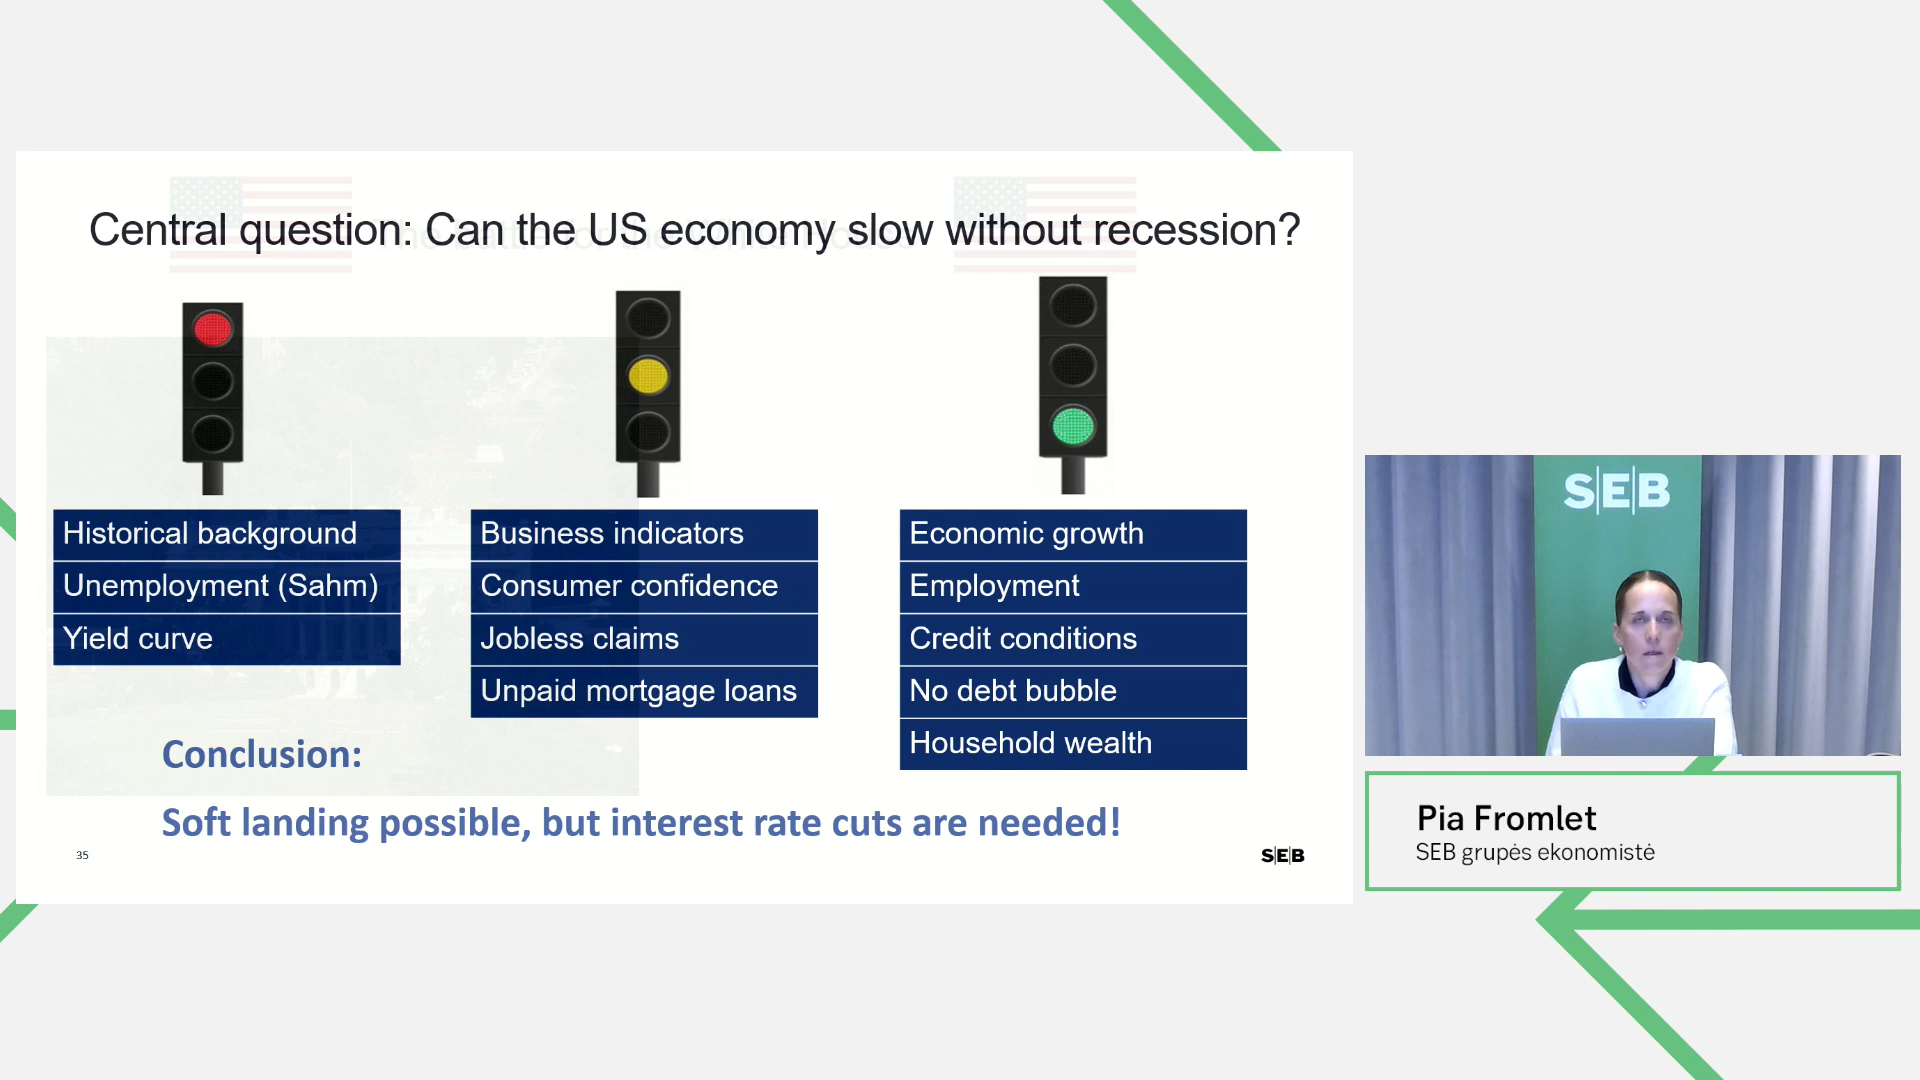 Central question: Can the US economy slow without recession?
Historical background
Unemployment (Sahm)
Yield curve
Business indicators
Consumer confidence
Jobless claims
Unpaid mortgage loans
Economic growth
Employment
Credit conditions
No debt bubble
Household wealth
Conclusion:
Soft landing possible, but interest rate cuts are needed!
35
SEB
SEB
Pia Fromlet
SEB grupės ekonomistė